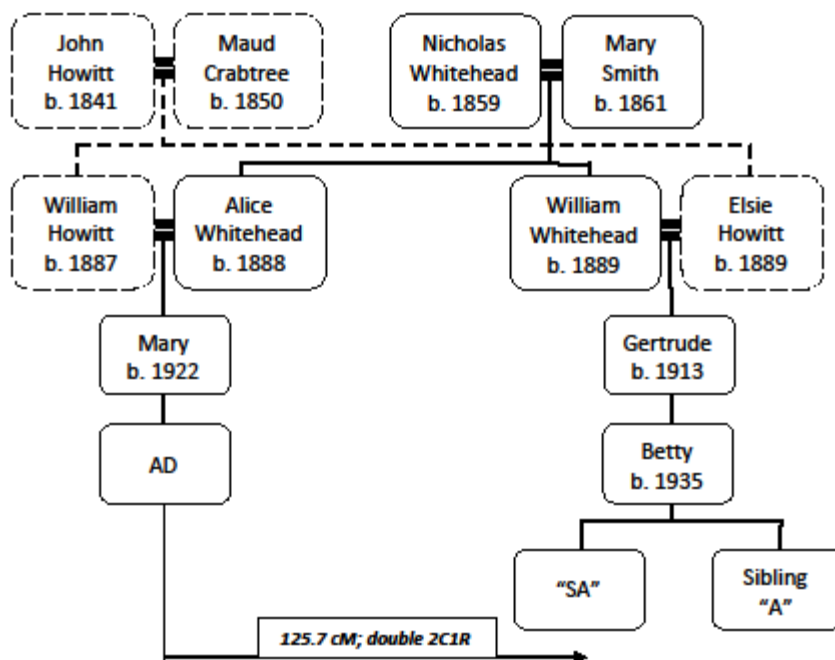 John
Howitt
b. 1841
Maud
Crabtree
b. 1850
Nicholas
Whitehead
b. 1859
Mary
Smith
b. 1861
William
Howitt
b. 1887
Alice
Whitehead
b. 1888
William
Whitehead
b. 1889
Elsie
Howitt
b. 1889
Mary
b. 1922
Gertrude
b. 1913
AD
Betty
b. 1935
“SA”
Sibling
“A”
125.7 cM; double 2C1R